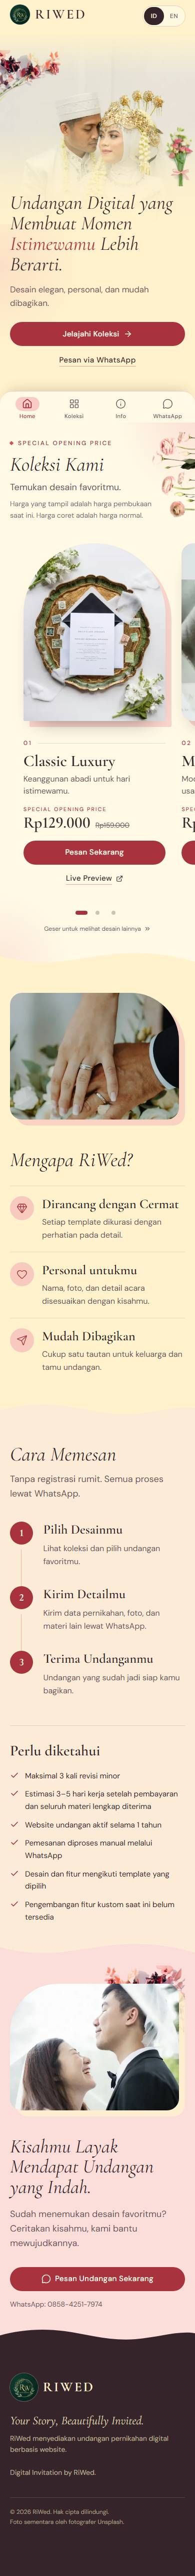 RIWED
ID EN
Undangan Digital yang
Membuat Momen
Istimewamu Lebih
Berarti.
Desain elegan, personal, dan mudah
dibagikan.
Jelajahi Koleksi →
Pesan via WhatsApp
Home Koleksi Info WhatsApp
SPECIAL OPENING PRICE
Koleksi Kami
Temukan desain favoritmu.
Harga yang tampil adalah harga pembukaan
saat ini. Harga coret adalah harga normal.
01
Classic Luxury
Keanggunan abadi untuk hari
istimewamu.
SPECIAL OPENING PRICE
Rp129.000 Rp159.000
Pesan Sekarang
Live Preview
02
Geser untuk melihat desain lainnya »
Mengapa RiWed?
Dirancang dengan Cermat
Setiap template dikurasi dengan
perhatian pada detail.
Personal untukmu
Nama, foto, dan detail acara
disesuaikan dengan kisahmu.
Mudah Dibagikan
Cukup satu tautan untuk keluarga dan
tamu undangan.
Cara Memesan
Tanpa registrasi rumit. Semua proses
lewat WhatsApp.
1 Pilih Desainmu
Lihat koleksi dan pilih undangan
favoritmu.
2 Kirim Detailmu
Kirim data pernikahan, foto, dan
materi lain lewat WhatsApp.
3 Terima Undanganmu
Undangan yang sudah jadi siap kamu
bagikan.
Perlu diketahui
Maksimal 3 kali revisi minor
Estimasi 3–5 hari kerja setelah pembayaran
dan seluruh materi lengkap diterima
Website undangan aktif selama 1 tahun
Pemesanan diproses manual melalui
WhatsApp
Desain dan fitur mengikuti template yang
dipilih
Pengembangan fitur kustom saat ini belum
tersedia
Kisahmu Layak
Mendapat Undangan
yang Indah.
Sudah menemukan desain favoritmu?
Ceritakan kisahmu, kami bantu
mewujudkannya.
Pesan Undangan Sekarang
WhatsApp: 0858-4251-7974
RIWED
Your Story, Beautifully Invited.
RiWed menyediakan undangan pernikahan digital
berbasis website.
Digital Invitation by RiWed.
© 2026 RiWed. Hak cipta dilindungi.
Foto sementara oleh fotografer Unsplash.